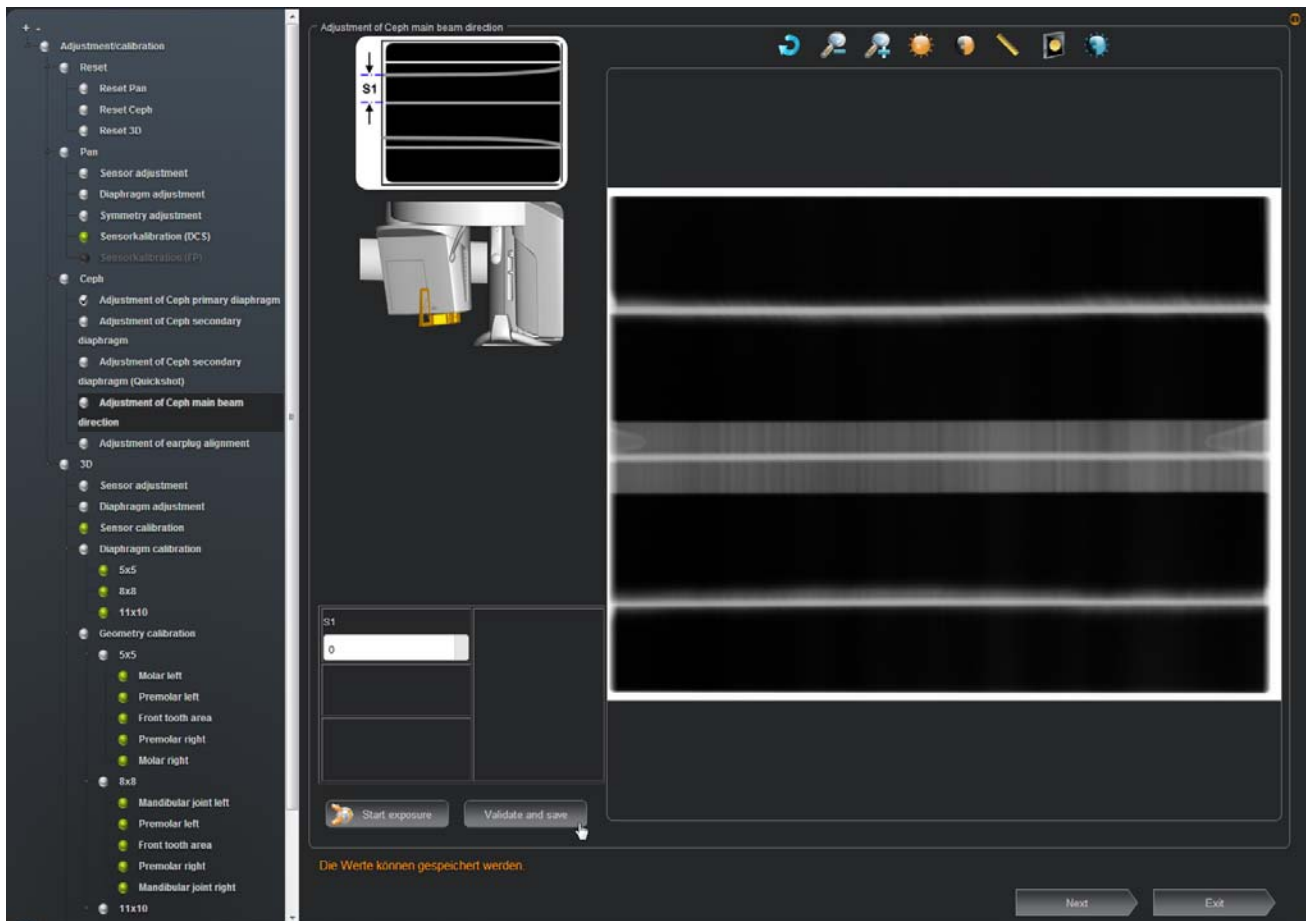 + -
Adjustment/calibration
Reset
Reset Pan
Reset Ceph
Reset 3D
Pan
Sensor adjustment
Diaphragm adjustment
Symmetry adjustment
Sensorkalibration (DCS)
Sensorkalibration (FP)
Ceph
Adjustment of Ceph primary diaphragm
Adjustment of Ceph secondary
diaphragm
Adjustment of Ceph secondary
diaphragm (Quickshot)
Adjustment of Ceph main beam
direction
Adjustment of earplug alignment
3D
Sensor adjustment
Diaphragm adjustment
Sensor calibration
Diaphragm calibration
5x5
8x8
11x10
Geometry calibration
5x5
Molar left
Premolar left
Front tooth area
Premolar right
Molar right
8x8
Mandibular joint left
Premolar left
Front tooth area
Premolar right
Mandibular joint right
11x10
Adjustment of Ceph main beam direction
S1
S1
0
Start exposure
Validate and save
Die Werte können gespeichert werden.
Next
Exit